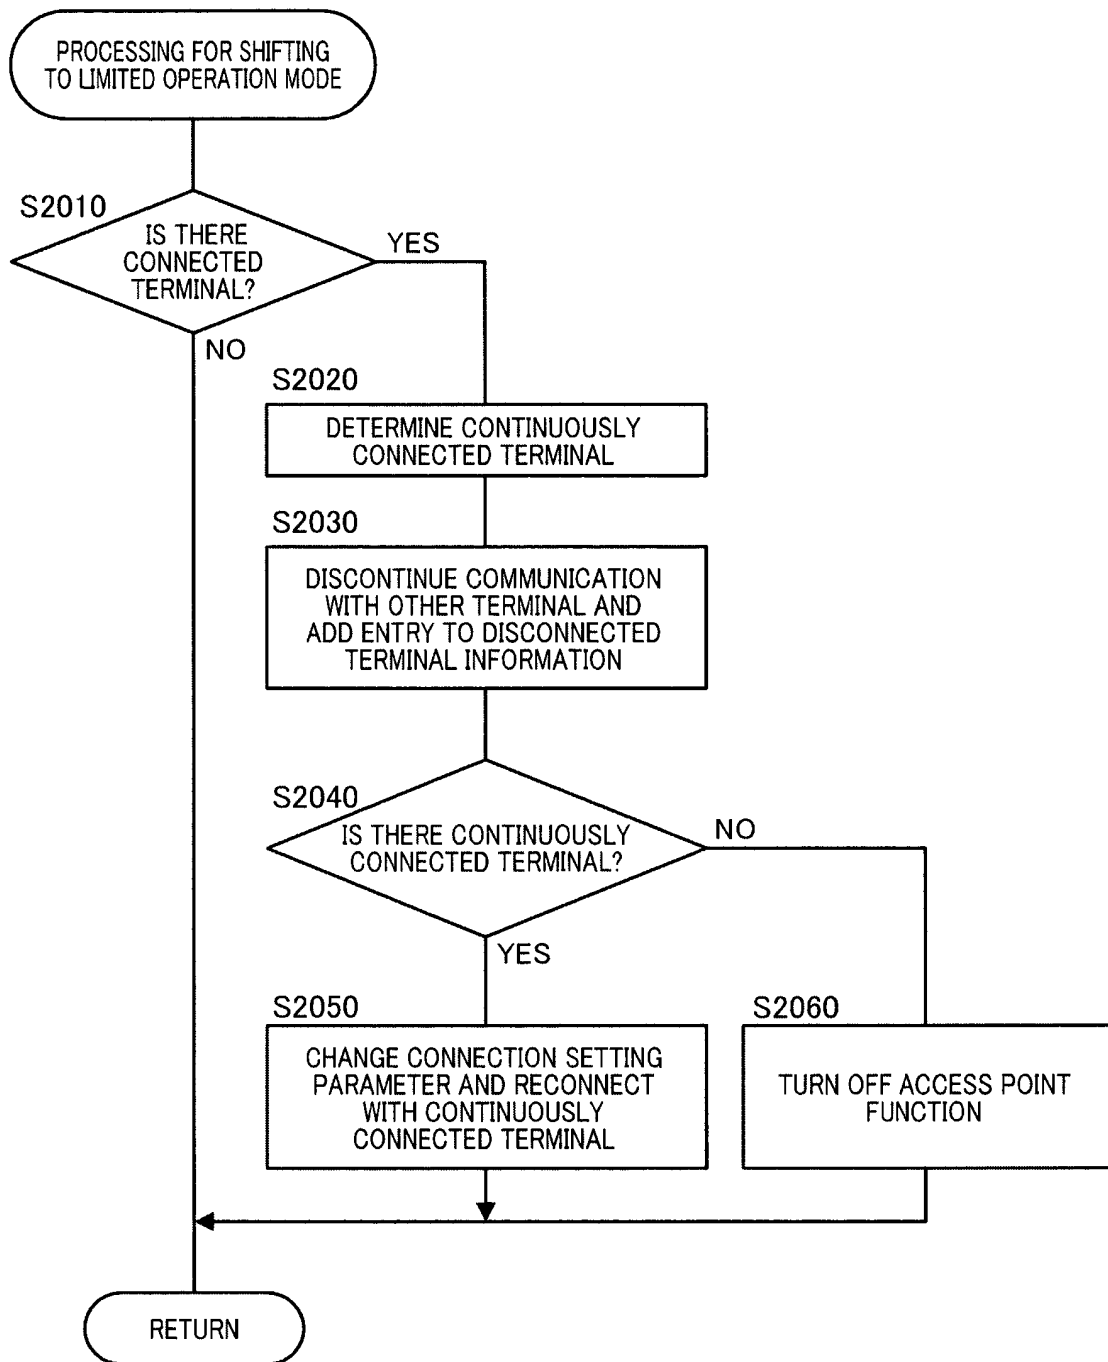 PROCESSING FOR SHIFTING
TO LIMITED OPERATION MODE
S2010
IS THERE
CONNECTED
TERMINAL?
YES
NO
S2020
DETERMINE CONTINUOUSLY
CONNECTED TERMINAL
S2030
DISCONTINUE COMMUNICATION
WITH OTHER TERMINAL AND
ADD ENTRY TO DISCONNECTED
TERMINAL INFORMATION
S2040
IS THERE CONTINUOUSLY
CONNECTED TERMINAL?
NO
YES
S2050
CHANGE CONNECTION SETTING
PARAMETER AND RECONNECT
WITH CONTINUOUSLY
CONNECTED TERMINAL
S2060
TURN OFF ACCESS POINT
FUNCTION
RETURN